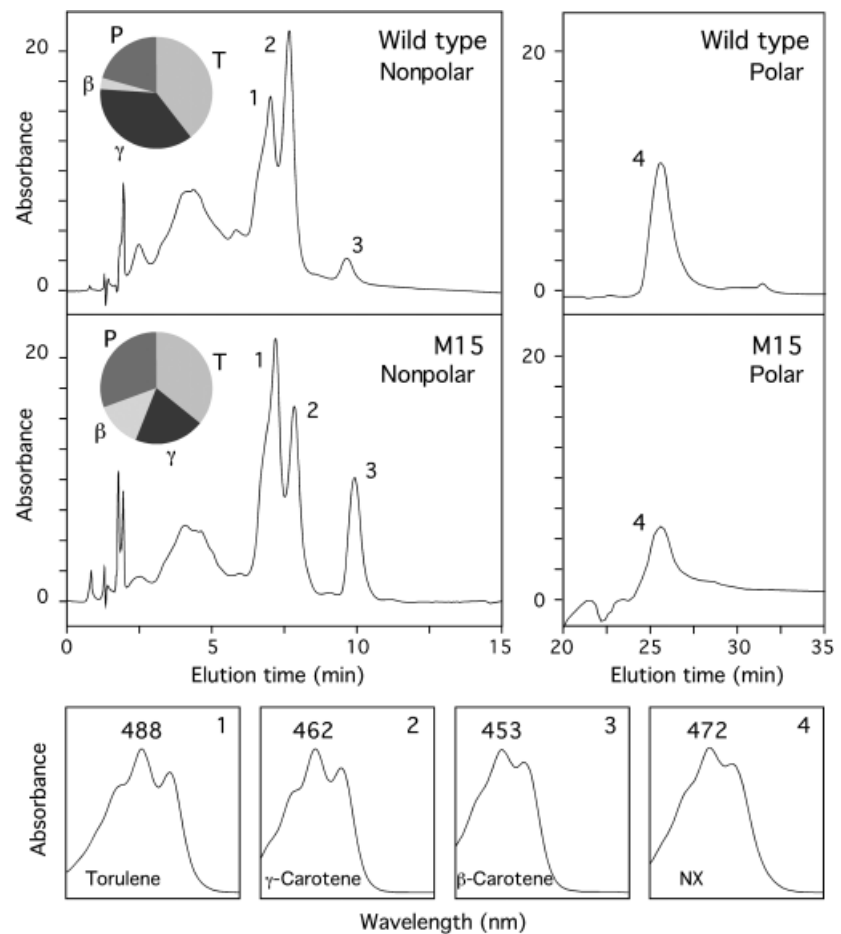 20
P
T
β
γ
1
2
3
0
Absorbance
Wild type
Nonpolar
20
4
0
Wild type
Polar
20
P
T
β
γ
1
2
3
0
Absorbance
M15
Nonpolar
0 5 10 15
Elution time (min)
20
4
0
M15
Polar
20 25 30 35
Elution time (min)
Absorbance
488 1
Torulene
462 2
γ-Carotene
453 3
β-Carotene
472 4
NX
Wavelength (nm)